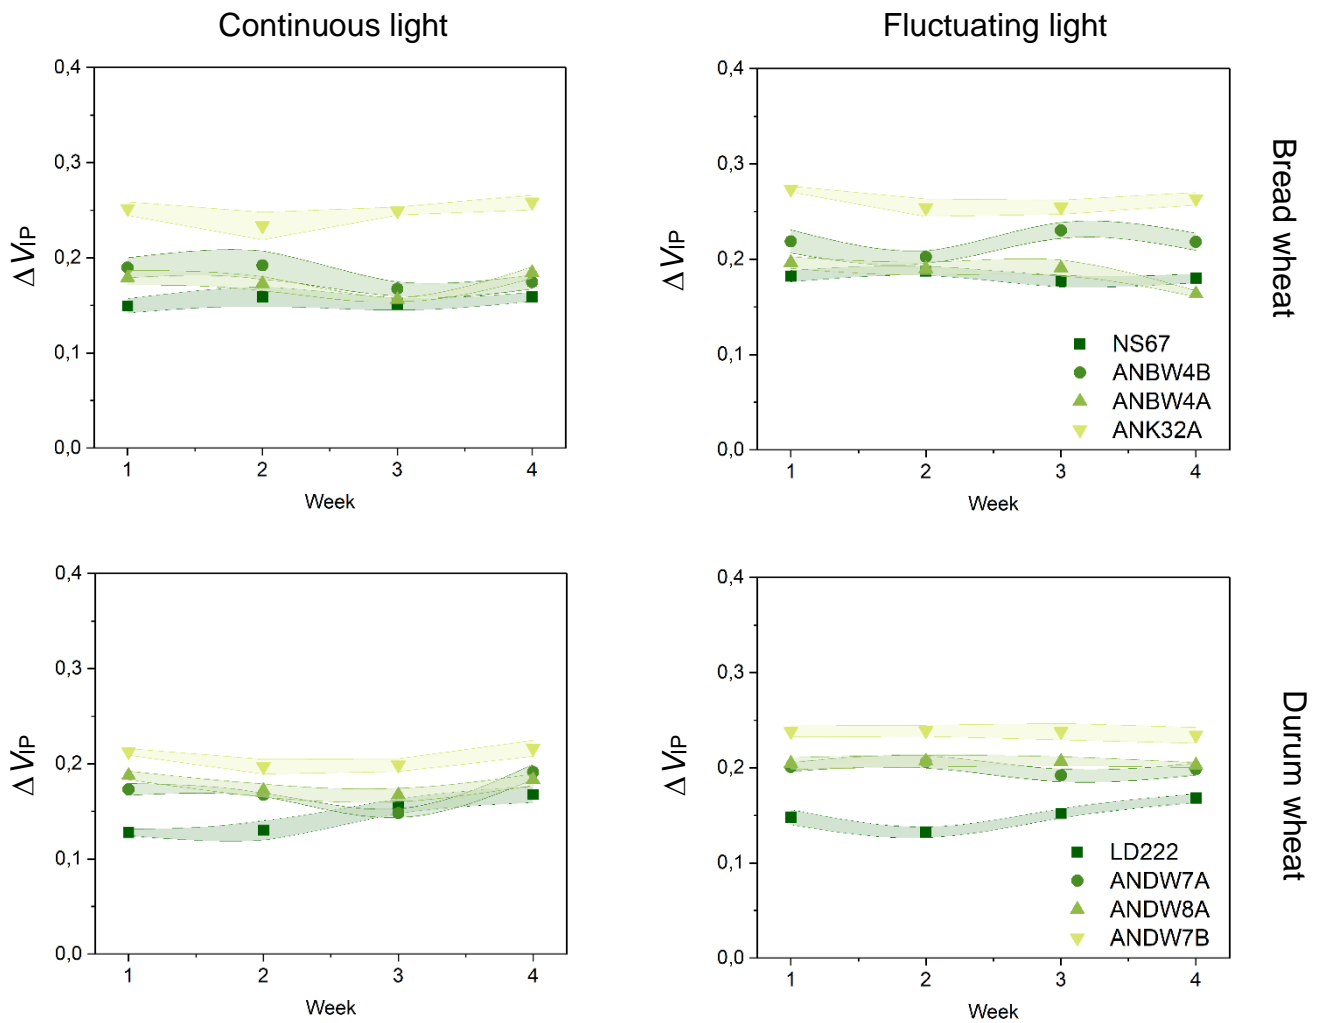 Continuous light
Fluctuating light
0,4
0,3
0,2
0,1
0,0
ΔVIP
1 2 3 4
Week
0,4
0,3
0,2
0,1
0,0
ΔVIP
1 2 3 4
Week
NS67
ANBW4B
ANBW4A
ANK32A
Bread wheat
0,4
0,3
0,2
0,1
0,0
ΔVIP
1 2 3 4
Week
0,4
0,3
0,2
0,1
0,0
ΔVIP
1 2 3 4
Week
LD222
ANDW7A
ANDW8A
ANDW7B
Durum wheat